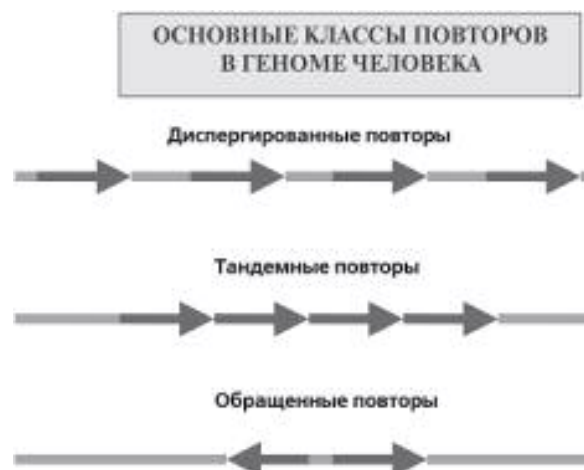 ОСНОВНЫЕ КЛАССЫ ПОВТОРОВ
В ГЕНОМЕ ЧЕЛОВЕКА
Диспергированные повторы
Тандемные повторы
Обращенные повторы